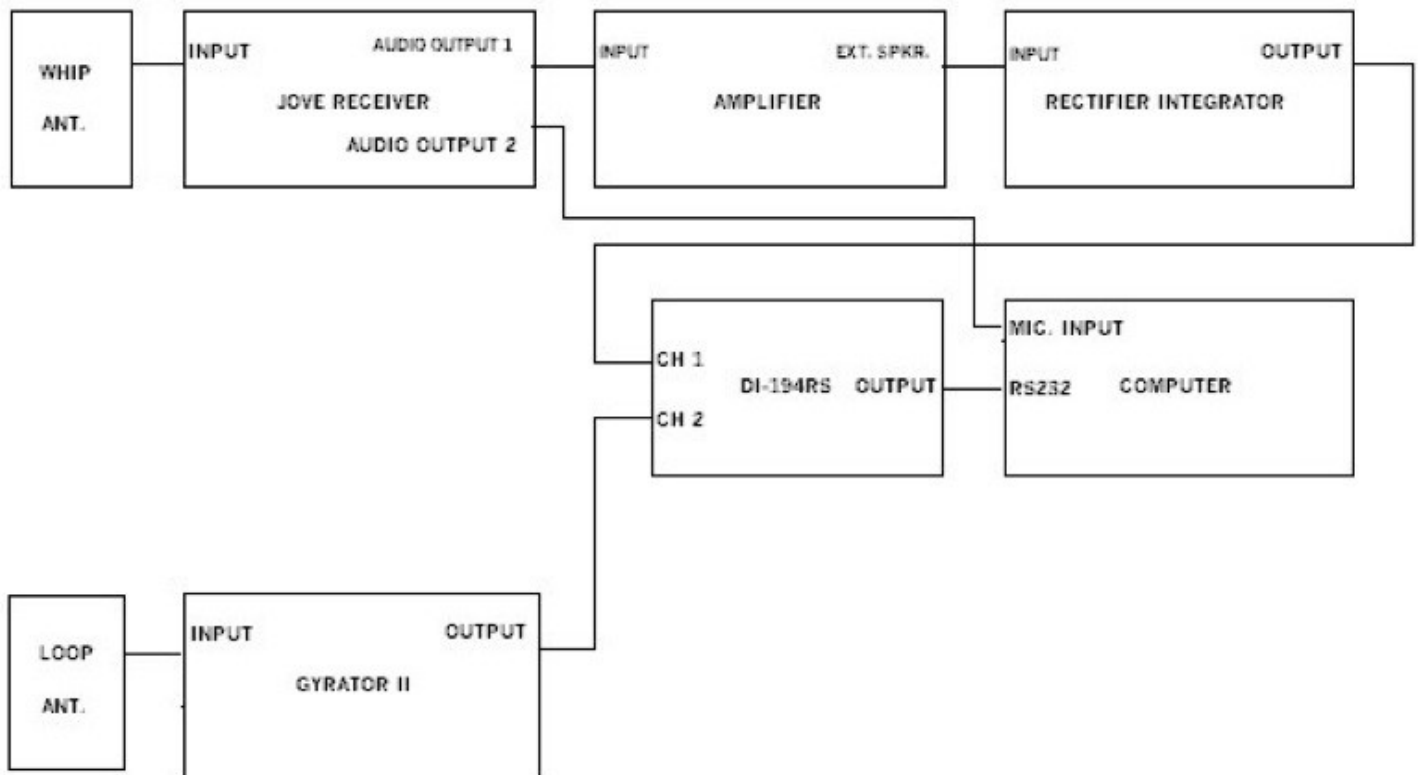 WHIP
ANT.
INPUT
AUDIO OUTPUT 1
JOVE RECEIVER
AUDIO OUTPUT 2
INPUT
EXT. SPKR.
AMPLIFIER
INPUT
OUTPUT
RECTIFIER INTEGRATOR
CH 1
DI-194RS
OUTPUT
CH 2
MIC. INPUT
RS232
COMPUTER
LOOP
ANT.
INPUT
OUTPUT
GYRATOR II